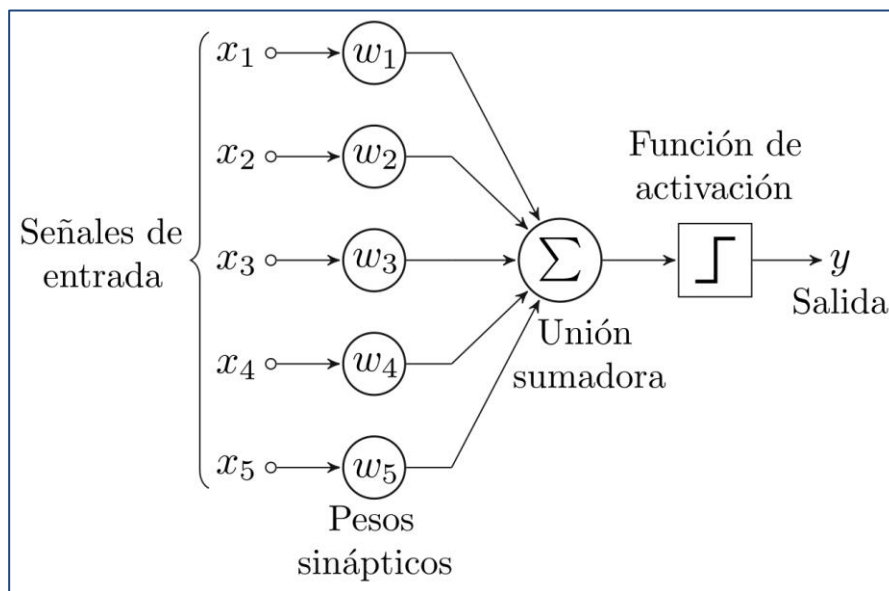 x1
w1
x2
w2
Función de
activación
Señales de
entrada
x3
w3
∑
y
Salida
Unión
sumadora
x4
w4
x5
w5
Pesos
sinápticos